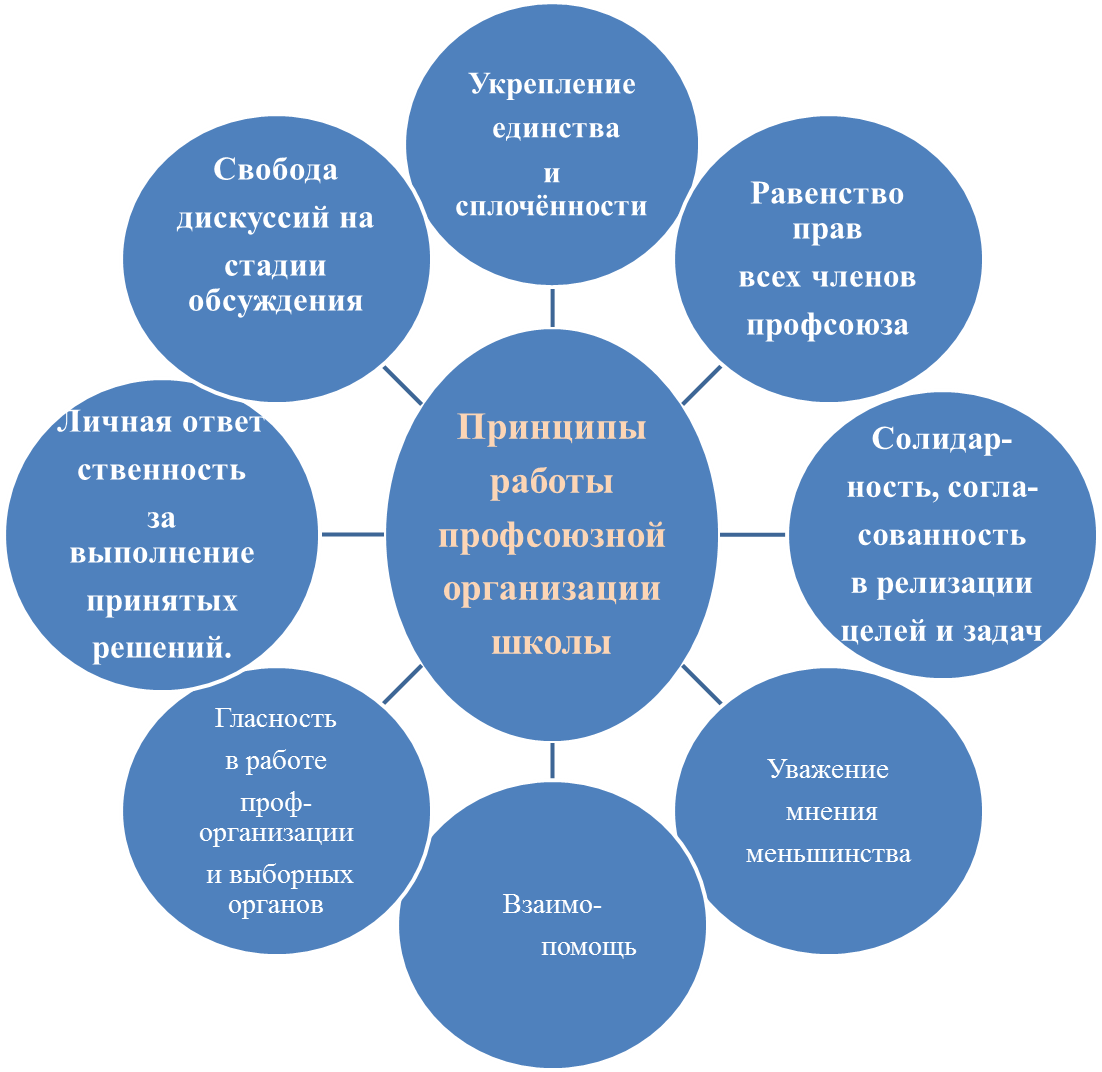 Укрепление
единства
и
сплочённости
Равенство
прав
всех членов
профсоюза
Солидар-
ность, согла-
сованность
в релизации
целей и задач
Уважение
мнения
меньшинства
Взаимо-
помощь
Гласность
в работе
проф-
организации
и выборных
органов
Личная ответ
ственность
за
выполнение
принятых
решений.
Свобода
дискуссий на
стадии
обсуждения
Принципы
работы
профсоюзной
организации
школы